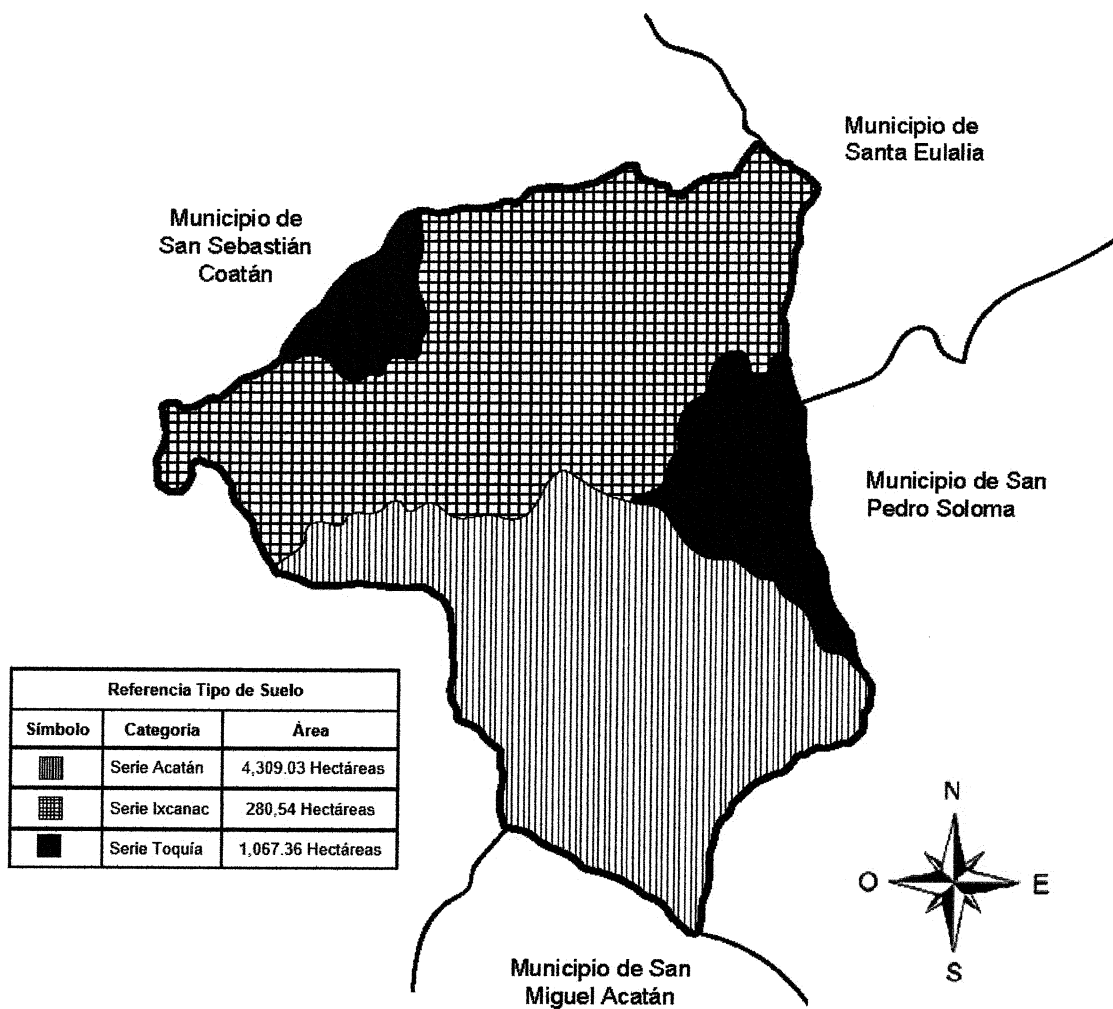 Municipio de
Santa Eulalia
Municipio de
San Sebastián
Coatán
Municipio de San
Pedro Soloma
Referencia Tipo de Suelo
Símbolo Categoria Área
Serie Acatán 4,309.03 Hectáreas
Serie Ixcanac 280,54 Hectáreas
Serie Toquía 1,067.36 Hectáreas
N
O E
S
Municipio de San
Miguel Acatán